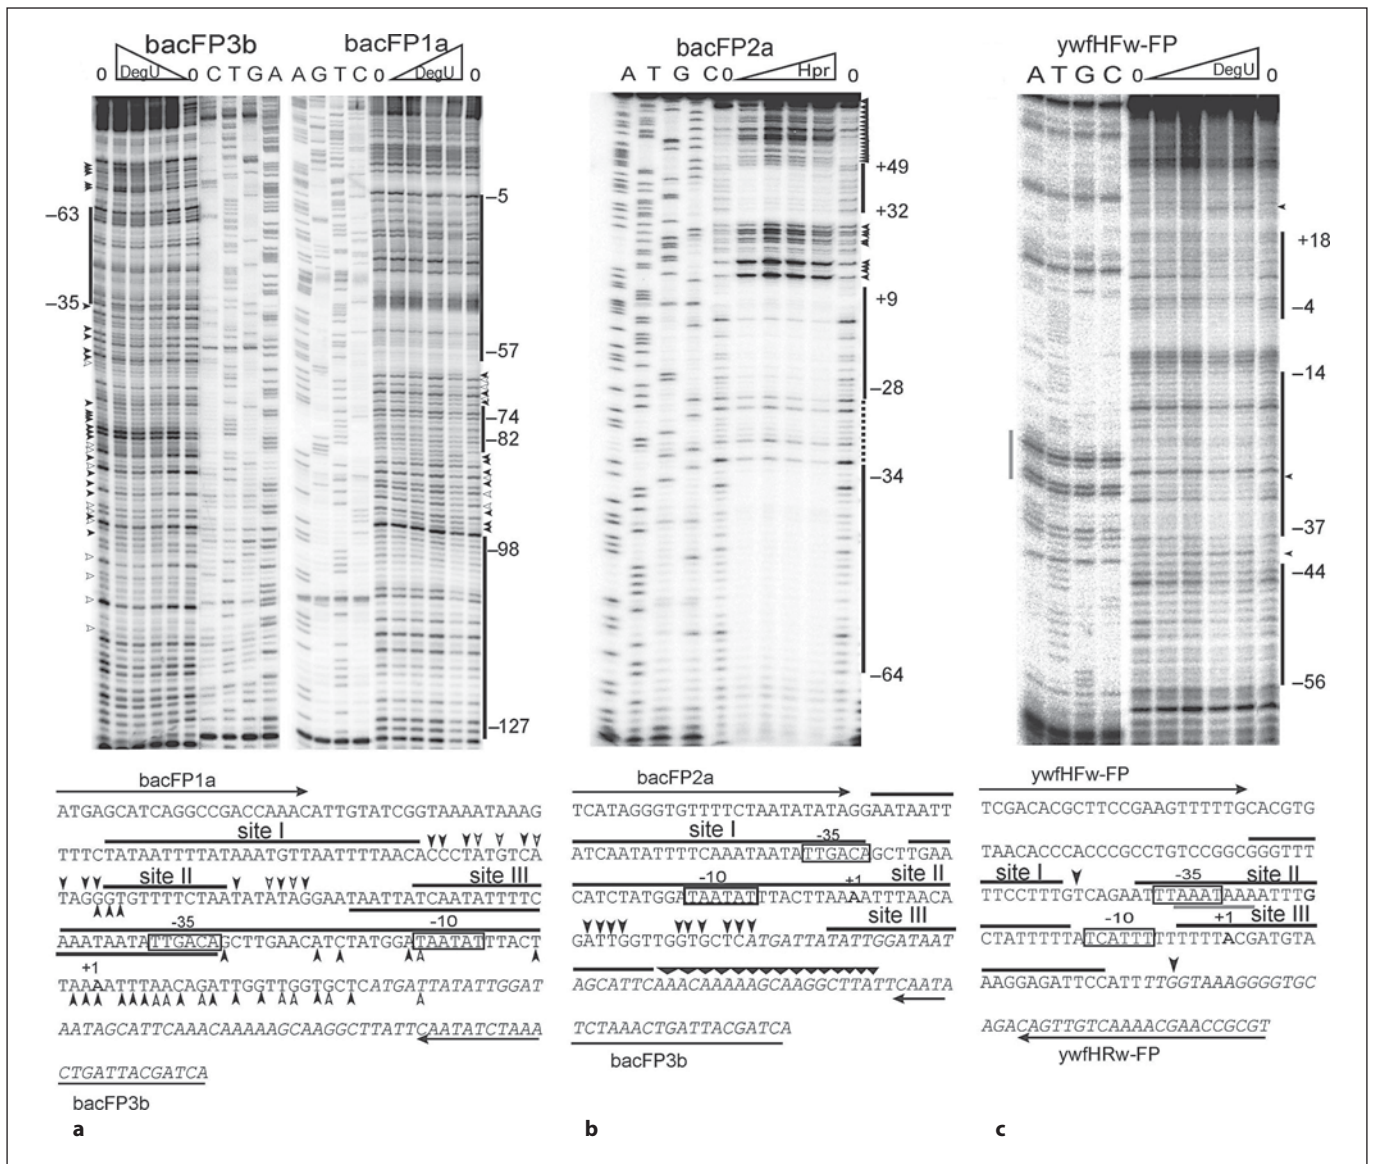 bacFP3b bacFP1a
0 DegU 0 C T G A A G T C 0 DegU 0
–63
–35
–5
–57
–74
–82
–98
–127
bacFP2a
A T G C 0 Hpr 0
+49
+32
+9
–28
–34
–64
ywfHFw-FP
A T G C 0 DegU 0
+18
–4
–14
–37
–44
–56
bacFP1a
ATGAGCATCAGGCCGACCAAACATTGTATCGGTAAAATAAAG
site I
TTTCTATAATTTTATAAATGTTAATTTTAACACCCTATGTCA
site II site III
TAGGGGTGTTTTCTAATATATAGGAATAATTATCAATATTTTC
-35 -10
AAATAATATTGACAGCTTGAACATCTATGGATAATATTTACT
+1
TAAAATTTAACAGATTGGTTGGTGCTCATGATTATATTGGAT
AATAGCATTCAAACAAAAAGCAAGGCTTATTCAATATCTAAA
CTGATTACGATCA
bacFP3b
a
bacFP2a
TCATAGGGTGTTTTCTAATATATAGGAATAATT
site I -35
ATCAATATTTTCAAATAATATTGACAGCTTGAA
-10 +1 site II
CATCTATGGATAATATTTACTTAAAATTTAACA
site III
GATTGGTTGGTGCTCATGATTATATTGGATAAT
AGCATTCAAACAAAAAGCAAGGCTTATTCAATA
TCTAAACTGATTACGATCA
bacFP3b
b
ywfHFw-FP
TCGACACGCTTCCGAAGTTTTTGCACGTG
TAACACCCACCCGCCTGTCCGGCGGGTTT
site I -35 site II
TTCCTTTGTCAGAATTTAAATAAAATTTG
-10 +1 site III
CTATTTTTATCATTTTTTTTTACGATGTA
AAGGAGATTCCATTTTGGTAAAGGGGTGC
AGACAGTTGTCAAAACGAACCGCGT
ywfHRw-FP
c